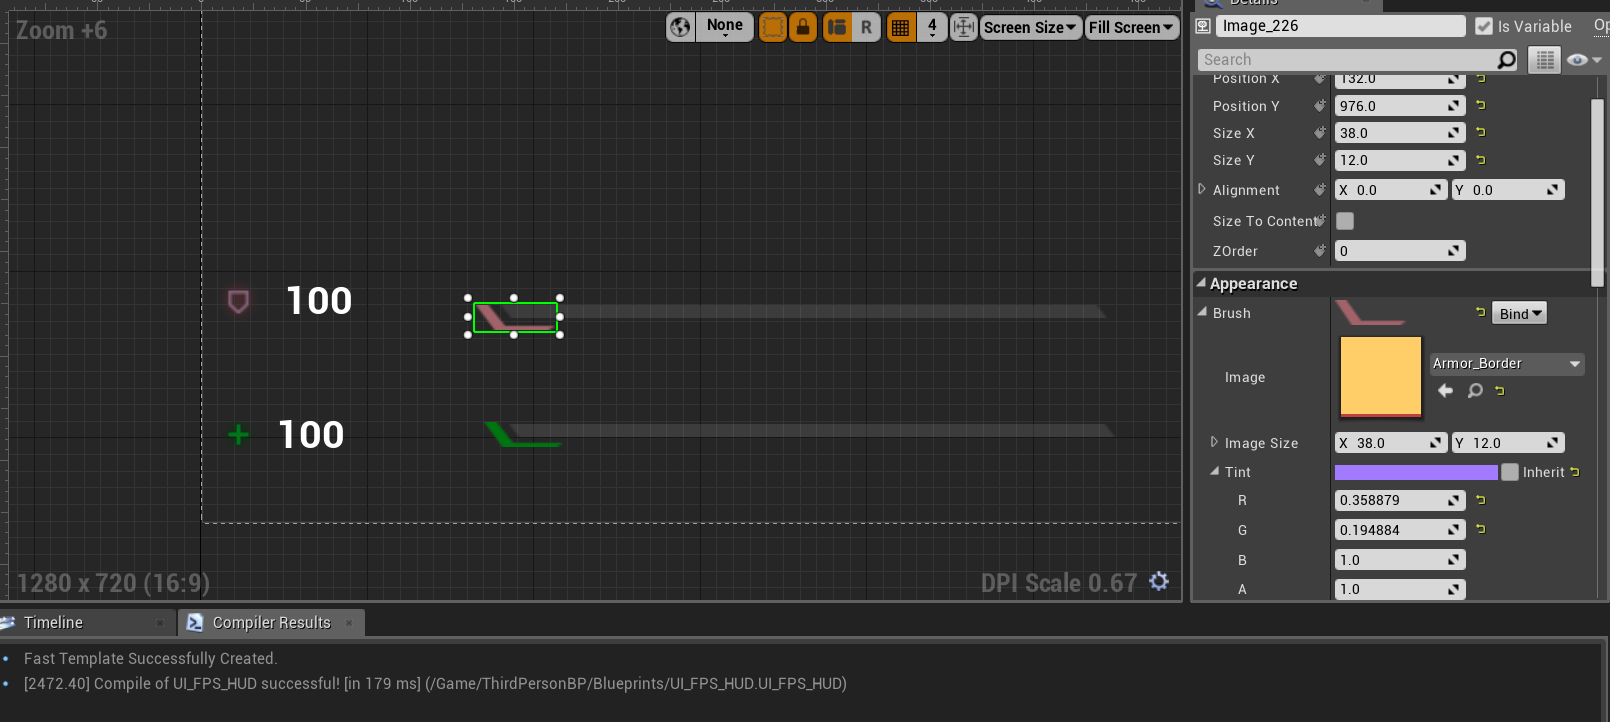 Details
Zoom +6
None
R
4
Screen Size
Fill Screen
Image_226
Is Variable
Search
Position X 132.0
Position Y 976.0
Size X 38.0
Size Y 12.0
Alignment X 0.0 Y 0.0
Size To Content
ZOrder 0
Appearance
Brush Bind
Image Armor_Border
Image Size X 38.0 Y 12.0
Tint Inherit
R 0.358879
G 0.194884
B 1.0
A 1.0
100
100
1280 x 720 (16:9)
DPI Scale 0.67
Timeline
Compiler Results
Fast Template Successfully Created.
[2472.40] Compile of UI_FPS_HUD successful! [in 179 ms] (/Game/ThirdPersonBP/Blueprints/UI_FPS_HUD.UI_FPS_HUD)